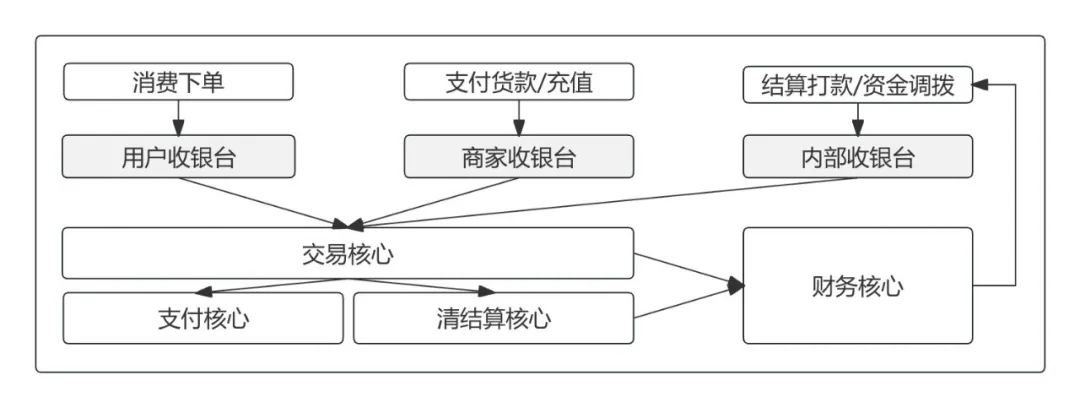 消费下单
支付货款/充值
结算打款/资金调拨
用户收银台
商家收银台
内部收银台
交易核心
财务核心
支付核心
清结算核心